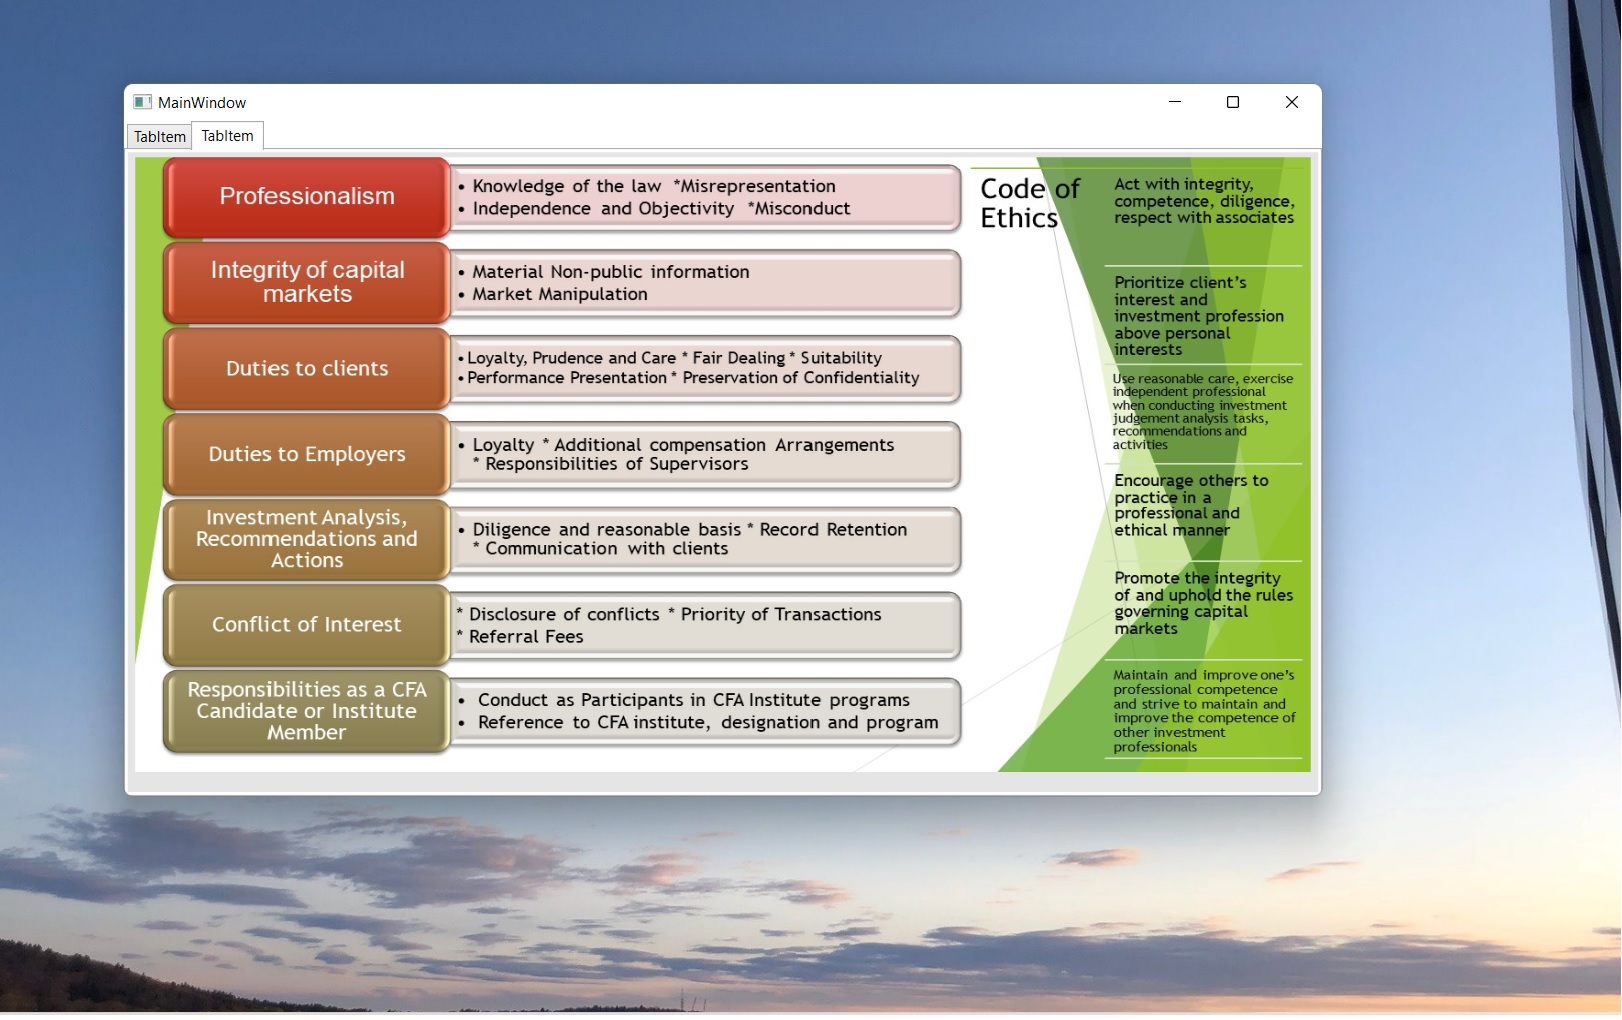 MainWindow
TabItem TabItem
Professionalism
• Knowledge of the law *Misrepresentation
• Independence and Objectivity *Misconduct
Integrity of capital
markets
• Material Non-public information
• Market Manipulation
Duties to clients
• Loyalty, Prudence and Care * Fair Dealing * Suitability
• Performance Presentation * Preservation of Confidentiality
Duties to Employers
• Loyalty * Additional compensation Arrangements
* Responsibilities of Supervisors
Investment Analysis,
Recommendations and
Actions
• Diligence and reasonable basis * Record Retention
* Communication with clients
Conflict of Interest
* Disclosure of conflicts * Priority of Transactions
* Referral Fees
Responsibilities as a CFA
Candidate or Institute
Member
• Conduct as Participants in CFA Institute programs
• Reference to CFA institute, designation and program
Code of
Ethics
Act with integrity,
competence, diligence,
respect with associates
Prioritize client's
interest and
investment profession
above personal
interests
Use reasonable care, exercise
independent professional
when conducting investment
judgement analysis tasks,
recommendations and
activities
Encourage others to
practice in a
professional and
ethical manner
Promote the integrity
of and uphold the rules
governing capital
markets
Maintain and improve one's
professional competence
and strive to maintain and
improve the competence of
other investment
professionals